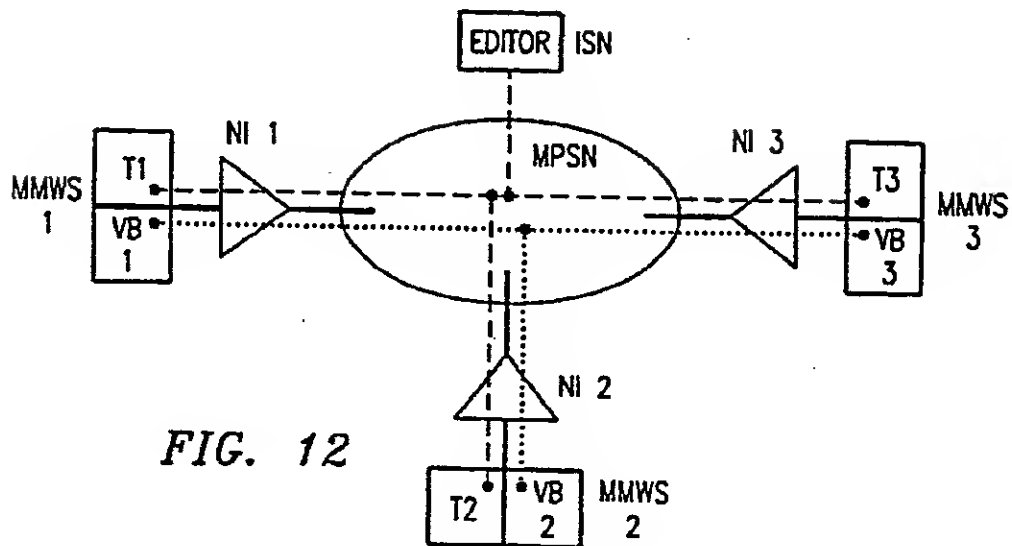 EDITOR ISN
NI 1
MPSN
NI 3
MMWS
1
T1
VB
1
T3
VB
3
MMWS
3
NI 2
FIG. 12
T2
VB
2
MMWS
2